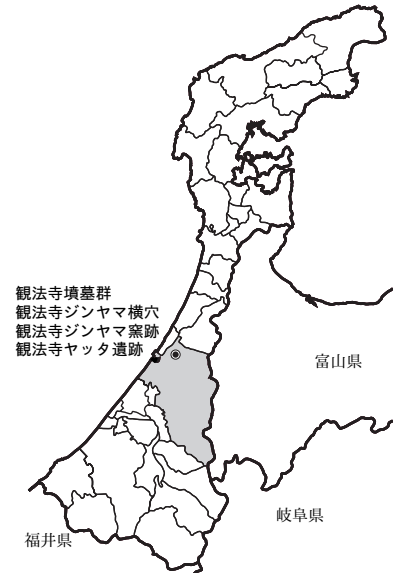 観法寺墳墓群
観法寺ジンヤマ横穴
観法寺ジンヤマ窯跡
観法寺ヤッタ遺跡
富山県
岐阜県
福井県